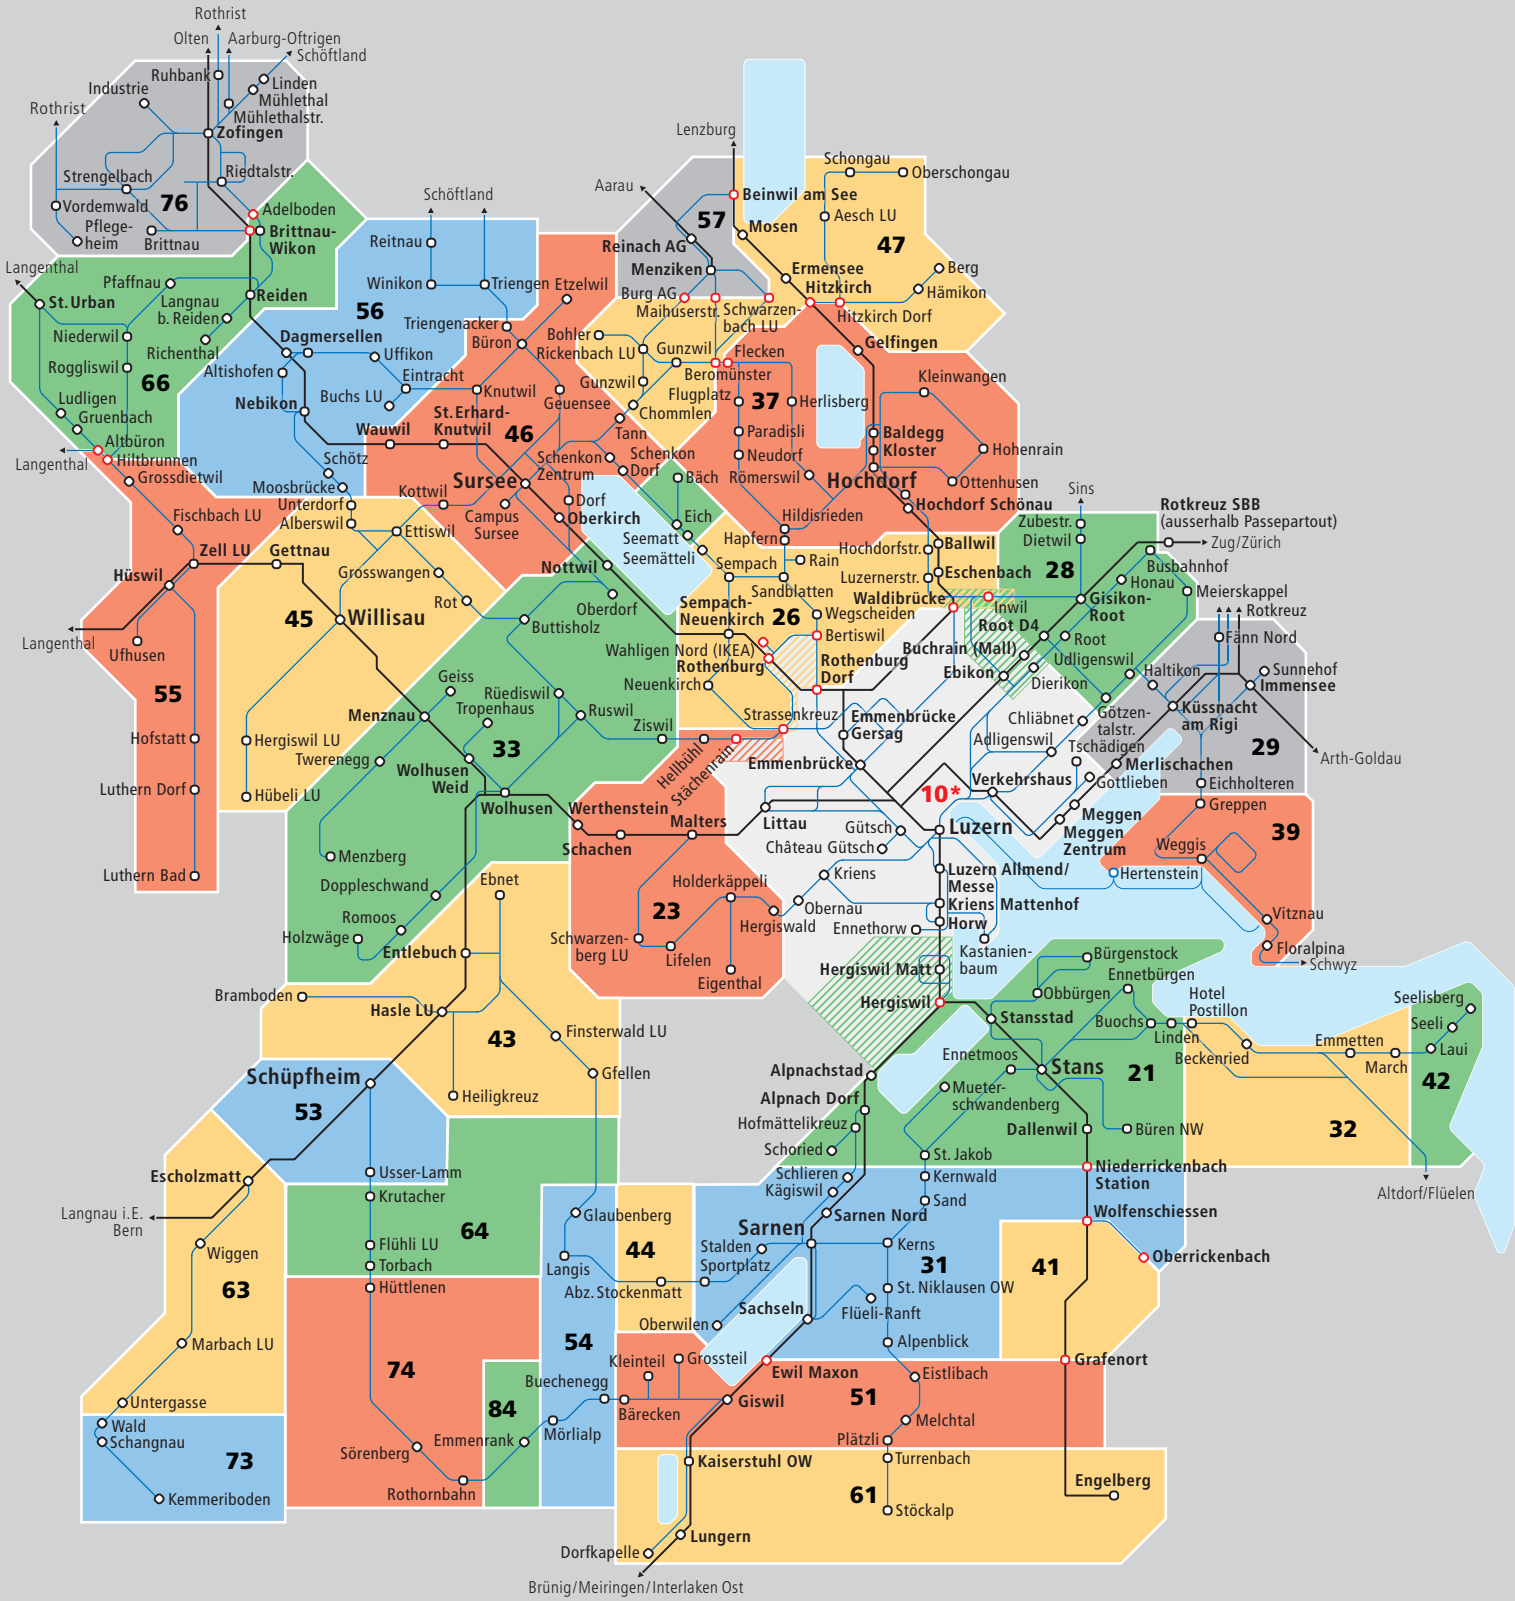 Rothrist
Olten
Aarburg-Oftrigen
Schöftland
Ruhbank
Linden
Industrie
Mühlethal
Mühlethalstr.
Rothrist
Zofingen
Strengelbach
Riedtalstr.
76
Vordemwald
Adelboden
Pflege-
heim
Brittnau
Brittnau-
Wikon
Lenzburg
Aarau
Schöftland
Schongau
Oberschongau
Beinwil am See
57
Aesch LU
Mosen
47
Reitnau
Reinach AG
Menziken
Ermensee
Berg
Langenthal
Pfaffnau
Winikon
Triengen
Etzelwil
Burg AG
Hitzkirch
Hämikon
St. Urban
Langnau
b. Reiden
Reiden
56
Maihuserstr.
Schwarzen-
bach LU
Hitzkirch Dorf
Niederwil
Richenthal
Dagmersellen
Triengenacker
Büron
Bohler
Rickenbach LU
Gunzwil
Flecken
Gelfingen
Roggliswil
66
Altishofen
Uffikon
Eintracht
Beromünster
Kleinwangen
Ludligen
Gruenbach
Nebikon
Buchs LU
Knutwil
Geuensee
Gunzwil
Chommlen
Flugplatz
37
Herlisberg
Altbüron
Wauwil
St. Erhard-
Knutwil
46
Tann
Paradisli
Baldegg
Kloster
Hohenrain
Langenthal
Hiltbrunnen
Grossdietwil
Schötz
Moosbrücke
Sursee
Schenkon
Zentrum
Schenkon
Dorf
Bäch
Neudorf
Römerswil
Hochdorf
Ottenhusen
Fischbach LU
Unterdorf
Alberswil
Kottwil
Campus
Sursee
Dorf
Oberkirch
Eich
Hildisrieden
Hochdorf Schönau
Sins
Rotkreuz SBB
(ausserhalb Passepartout)
Zell LU
Gettnau
Ettiswil
Seematt
Seemätteli
Hapfern
Hochdorfstr.
Ballwil
Zubestr.
Dietwil
Zug/Zürich
Hüswil
Grosswangen
Nottwil
Sempach
Rain
Luzernerstr.
Eschenbach
28
Busbahnhof
Honau
Meierskappel
Rot
Oberdorf
Sempach-
Neuenkirch
Sandblatten
26
Wegscheiden
Waldibrücke
Inwil
Gisikon-
Root
Rotkreuz
Langenthal
45
Willisau
Buttisholz
Bertiswil
Root D4
Root
Fänn Nord
Ufhusen
Wahligen
Nord (IKEA)
Rothenburg
Rothenburg
Dorf
Buchrain (Mall)
Udligenswil
Haltikon
Sunnehof
Immensee
Ebikon
Dierikon
55
Geiss
Rüediswil
Neuenkirch
Küssnacht
am Rigi
Menznau
Tropenhaus
Ruswil
Ziswil
Strassenkreuz
Emmenbrücke
Gersag
Chliäbnet
Götzen-
talstr.
29
Hofstatt
Hergiswil LU
33
Adligenswil
Tschädigen
Arth-Goldau
Twerenegg
Wolhusen
Weid
Hellbühl
Stächenrain
Emmenbrücke
Merlischachen
Luthern Dorf
Hübeli LU
Wolhusen
Werthenstein
10*
Verkehrshaus
Gottlieben
Eichholteren
Greppen
Malters
Littau
Gütsch
Luzern
Meggen
Meggen
Zentrum
39
Schachen
Château Gütsch
Weggis
Menzberg
Luthern Bad
Doppleschwand
Ebnet
Holderkäppeli
Kriens
Luzern Allmend/
Messe
Hertenstein
Romoos
Holzwäge
23
Obernau
Kriens Mattenhof
Vitznau
Entlebuch
Schwarzen-
berg LU
Hergiswald
Ennethorw
Horw
Lifelen
Eigenthal
Kastanien-
baum
Floralpina
Schwyz
Hergiswil Matt
Bürgenstock
Bramboden
Hergiswil
Ennetbürgen
Hotel
Postillon
Seelisberg
Hasle LU
Obbürgen
43
Finsterwald LU
Stansstad
Buochs
Linden
Seeli
Emmetten
Laui
Gfellen
Alpnachstad
Ennetmoos
Stans
Beckenried
March
Schüpfheim
21
42
Heiligkreuz
Alpnach Dorf
Mueter-
schwandenberg
53
Hofmättelikreuz
Dallenwil
Büren NW
32
Schoried
St. Jakob
Escholzmatt
Usser-Lamm
Schlieren
Kägiswil
Kernwald
Niederrickenbach
Station
Altdorf/Flüelen
Krutacher
Sand
Langnau i.E.
Bern
Glaubenberg
Sarnen
Sarnen Nord
Wolfenschiessen
64
Wiggen
Flühli LU
44
Stalden
Sportplatz
Kerns
Oberrickenbach
Torbach
Langis
31
41
63
Hüttlenen
Abz. Stockenmatt
St. Niklausen OW
Flüeli-Ranft
Sachseln
Oberwilen
Marbach LU
54
Alpenblick
Kleinteil
Grossteil
Grafenort
74
Ewil Maxon
Buechenegg
Eistlibach
Untergasse
84
Bärecken
Giswil
51
Wald
Schangnau
Melchtal
Sörenberg
Emmenrank
Mörlialp
Plätzli
73
Kaiserstuhl OW
Turrenbach
Kemmeriboden
Rothornbahn
61
Engelberg
Stöckalp
Lungern
Dorfkapelle
Brünig/Meiringen/Interlaken Ost